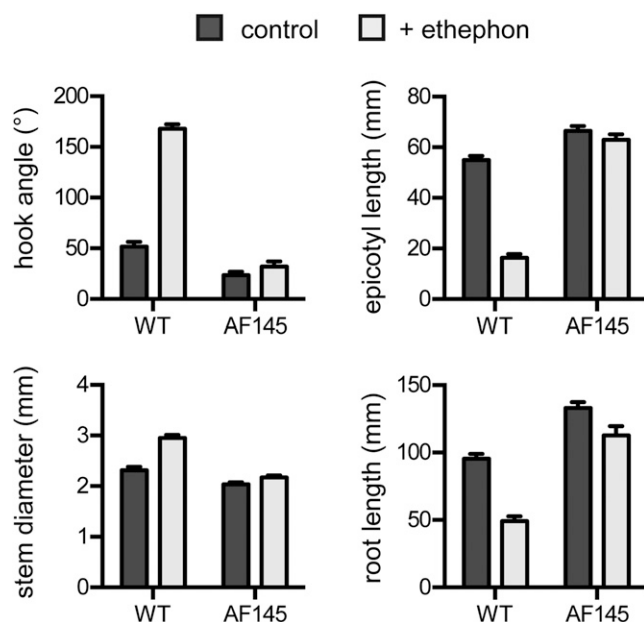 control + ethephon
hook angle (°)
200
150
100
50
0
WT AF145
epicotyl length (mm)
80
60
40
20
0
WT AF145
stem diameter (mm)
4
3
2
1
0
WT AF145
root length (mm)
150
100
50
0
WT AF145